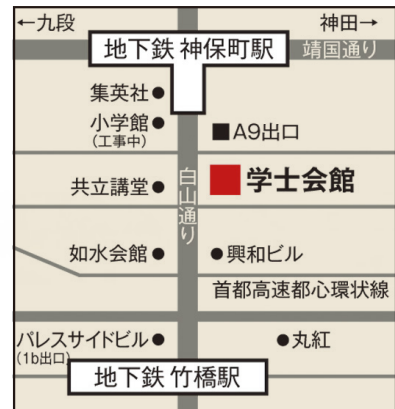 ←九段
神田→
地下鉄 神保町駅
靖国通り
集英社●
小学館●
(工事中)
■A9出口
白山通り
学士会館
共立講堂●
如水会館●
●興和ビル
首都高速都心環状線
パレスサイドビル●
(1b出口)
●丸紅
地下鉄 竹橋駅